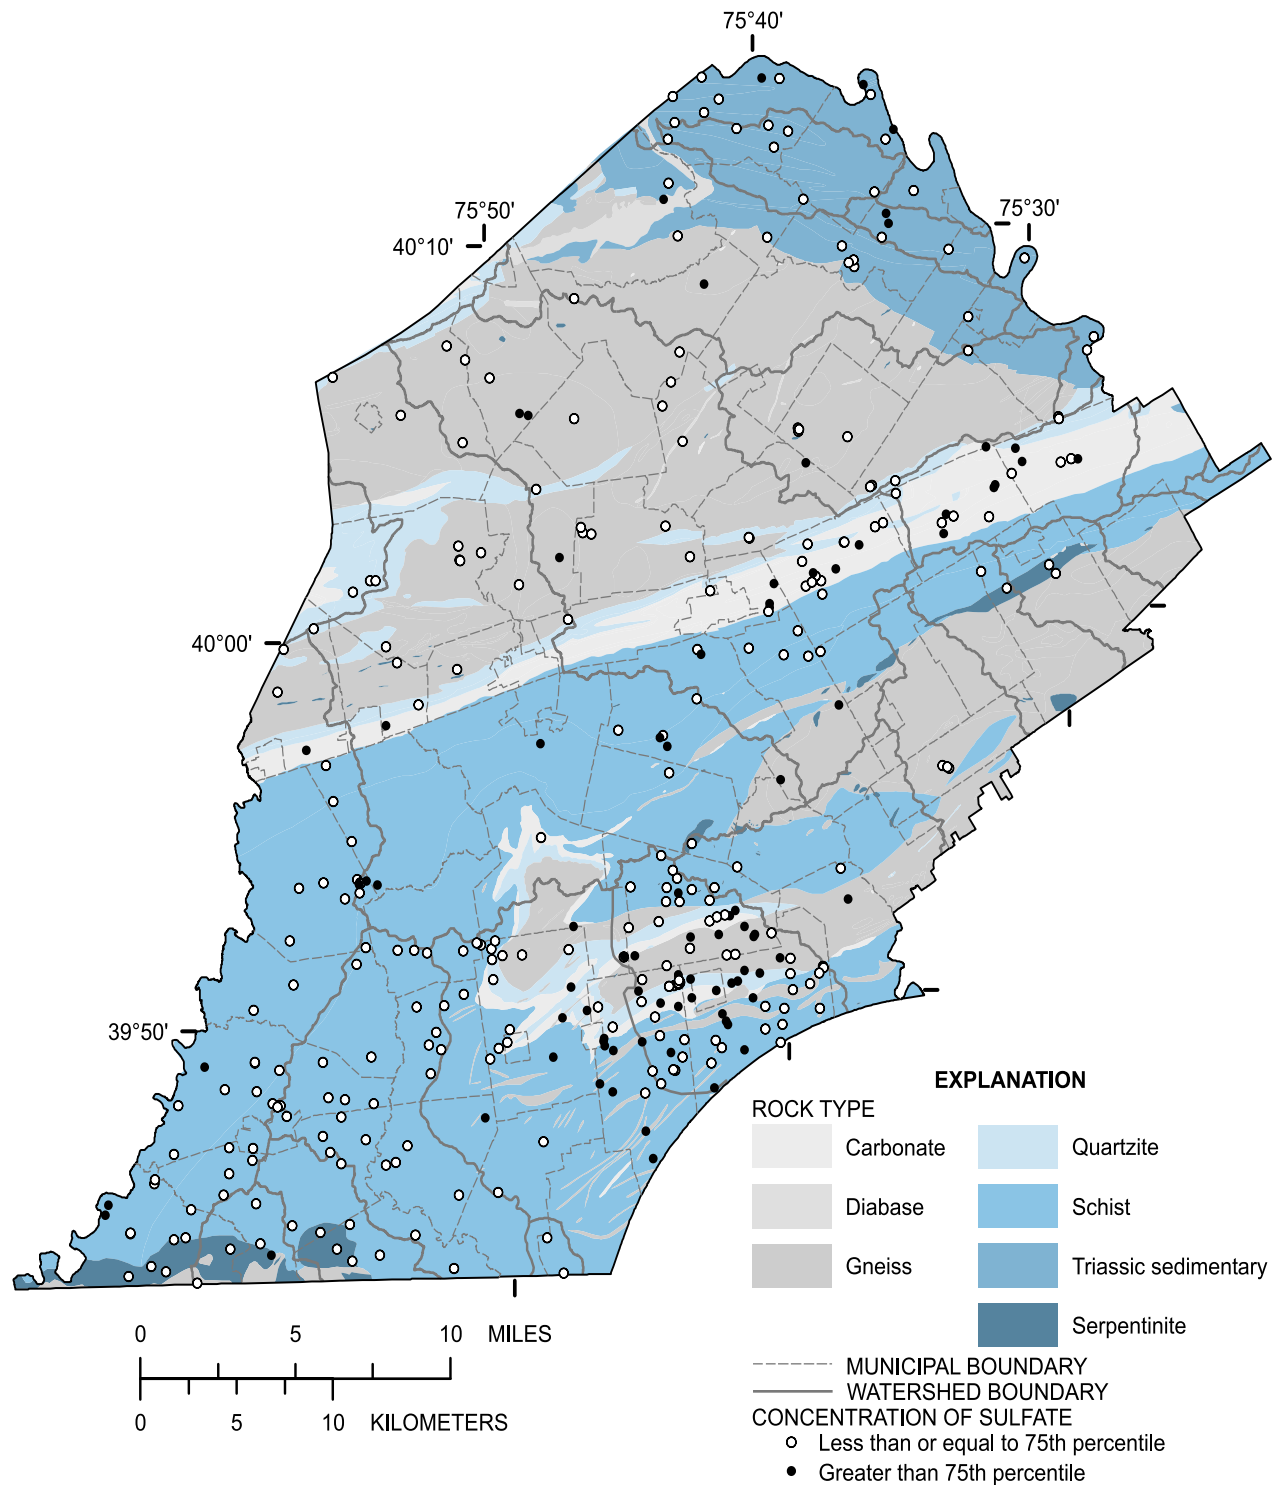 75°40'
75°50'
75°30'
40°10'
40°00'
39°50'
EXPLANATION
ROCK TYPE
Carbonate
Quartzite
Diabase
Schist
Gneiss
Triassic sedimentary
Serpentinite
0 5 10 MILES
0 5 10 KILOMETERS
MUNICIPAL BOUNDARY
WATERSHED BOUNDARY
CONCENTRATION OF SULFATE
Less than or equal to 75th percentile
Greater than 75th percentile